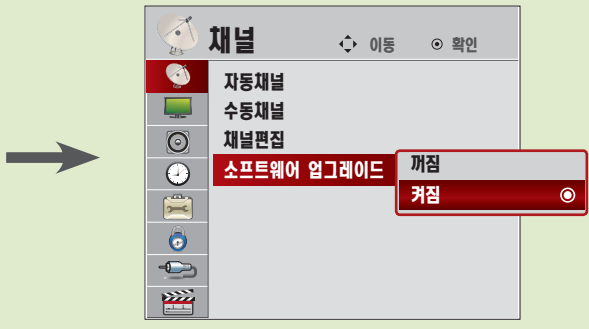 채널 이동 확인
자동채널
수동채널
채널편집
소프트웨어 업그레이드
꺼짐
켜짐